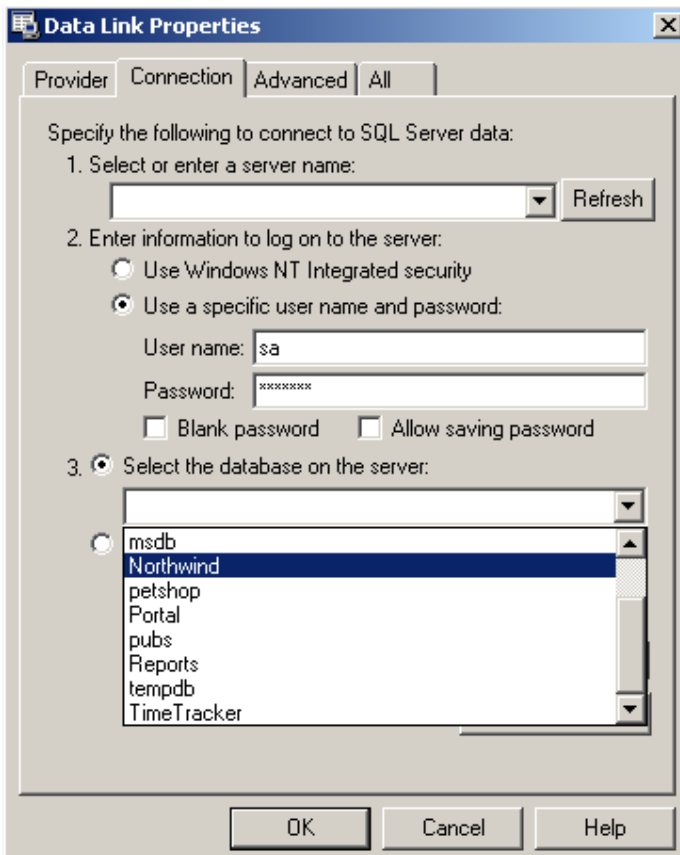 Data Link Properties
Provider Connection Advanced All
Specify the following to connect to SQL Server data:
1. Select or enter a server name:
Refresh
2. Enter information to log on to the server:
Use Windows NT Integrated security
Use a specific user name and password:
User name: sa
Password: *******
Blank password Allow saving password
3. Select the database on the server:
msdb
Northwind
petshop
Portal
pubs
Reports
tempdb
TimeTracker
OK Cancel Help